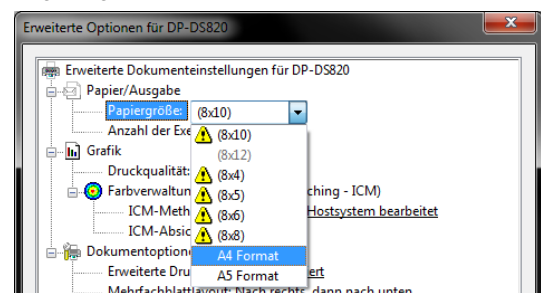 Erweiterte Optionen für DP-DS820
Erweiterte Dokumenteinstellungen für DP-DS820
Papier/Ausgabe
Papiergröße: (8x10)
Anzahl der Exe
(8x10)
Grafik
(8x12)
Druckqualität:
(8x4)
Farbverwaltun
(8x5)
ching - ICM)
ICM-Meth
(8x6)
Hostsystem bearbeitet
ICM-Absic
(8x8)
Dokumentoption
A4 Format
Erweiterte Dru
A5 Format
ert
Mehrfachblattlayout: Nach rechts, dann nach unten